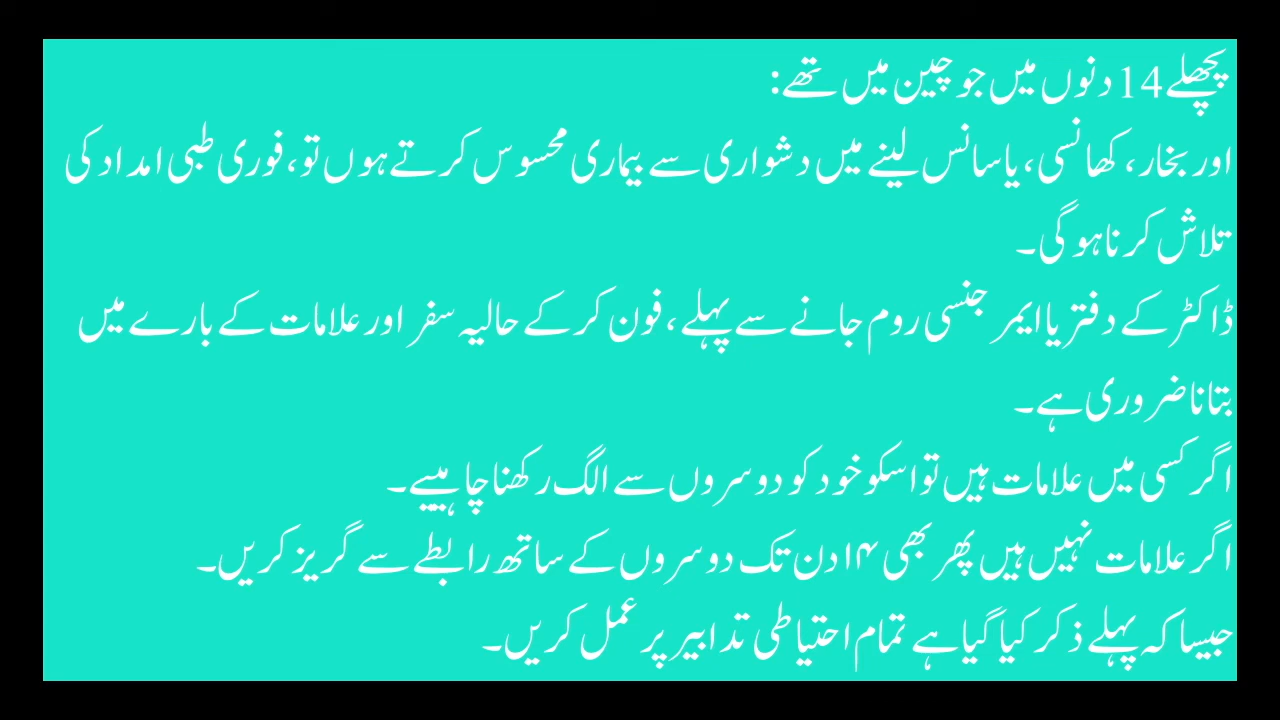 پچھلے 14 دنوں میں جو چین میں تھے:
اور بخار، کھانسی، یا سانس لینے میں دشواری سے بیماری محسوس کرتے ہوں تو، فوری طبی امداد کی
تلاش کرنا ہوگی۔
ڈاکٹر کے دفتر یا ایمرجنسی روم جانے سے پہلے، فون کر کے حالیہ سفر اور علامات کے بارے میں
بتانا ضروری ہے۔
اگر کسی میں علامات ہیں تو اسکو خود کو دوسروں سے الگ رکھنا چاہیے۔
اگر علامات نہیں ہیں پھر بھی ۱۴ دن تک دوسروں کے ساتھ رابطے سے گریز کریں۔
جیسا کہ پہلے ذکر کیا گیا ہے تمام احتیاطی تدابیر پر عمل کریں۔